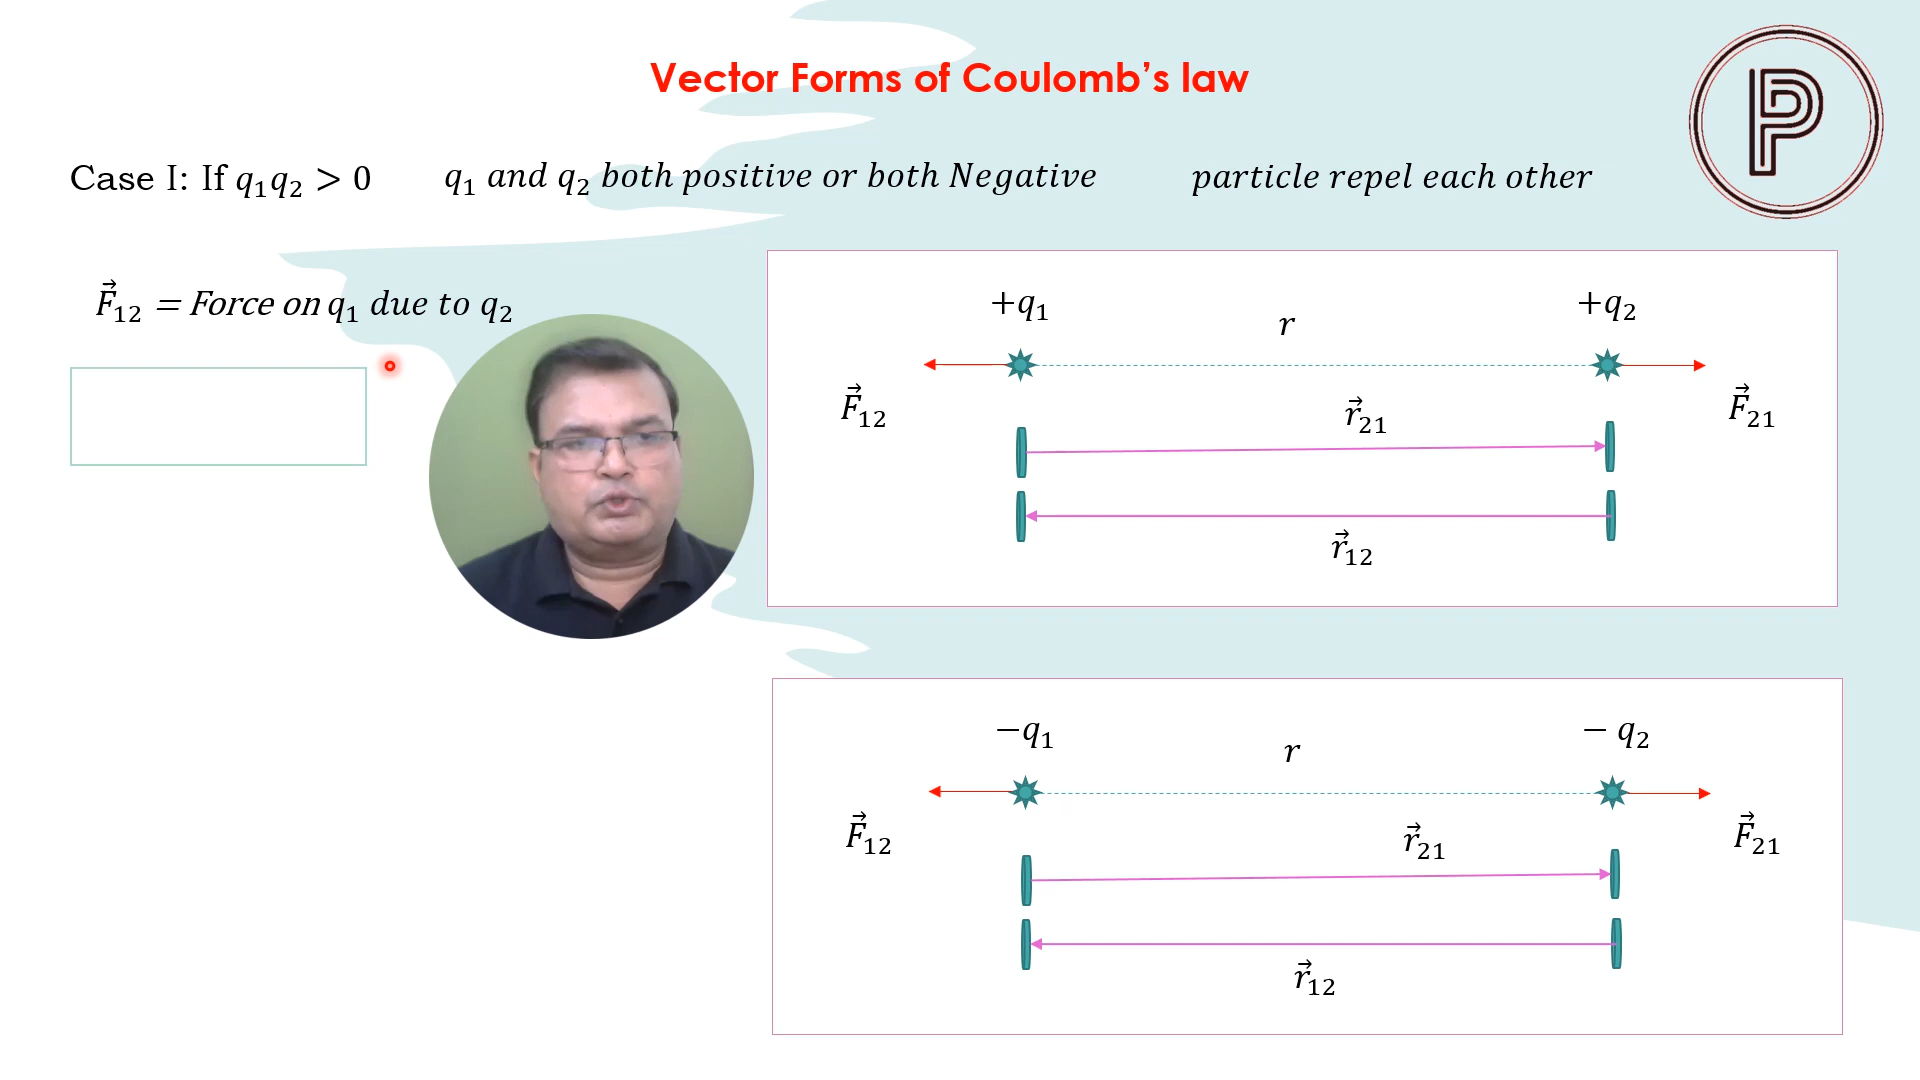 Vector Forms of Coulomb's law
P
Case I: If q₁q₂ > 0 q₁ and q₂ both positive or both Negative particle repel each other
F⃗₁₂ = Force on q₁ due to q₂
+q₁ +q₂
r
F⃗₁₂ r⃗₂₁ F⃗₂₁
r⃗₁₂
−q₁ − q₂
r
F⃗₁₂ r⃗₂₁ F⃗₂₁
r⃗₁₂